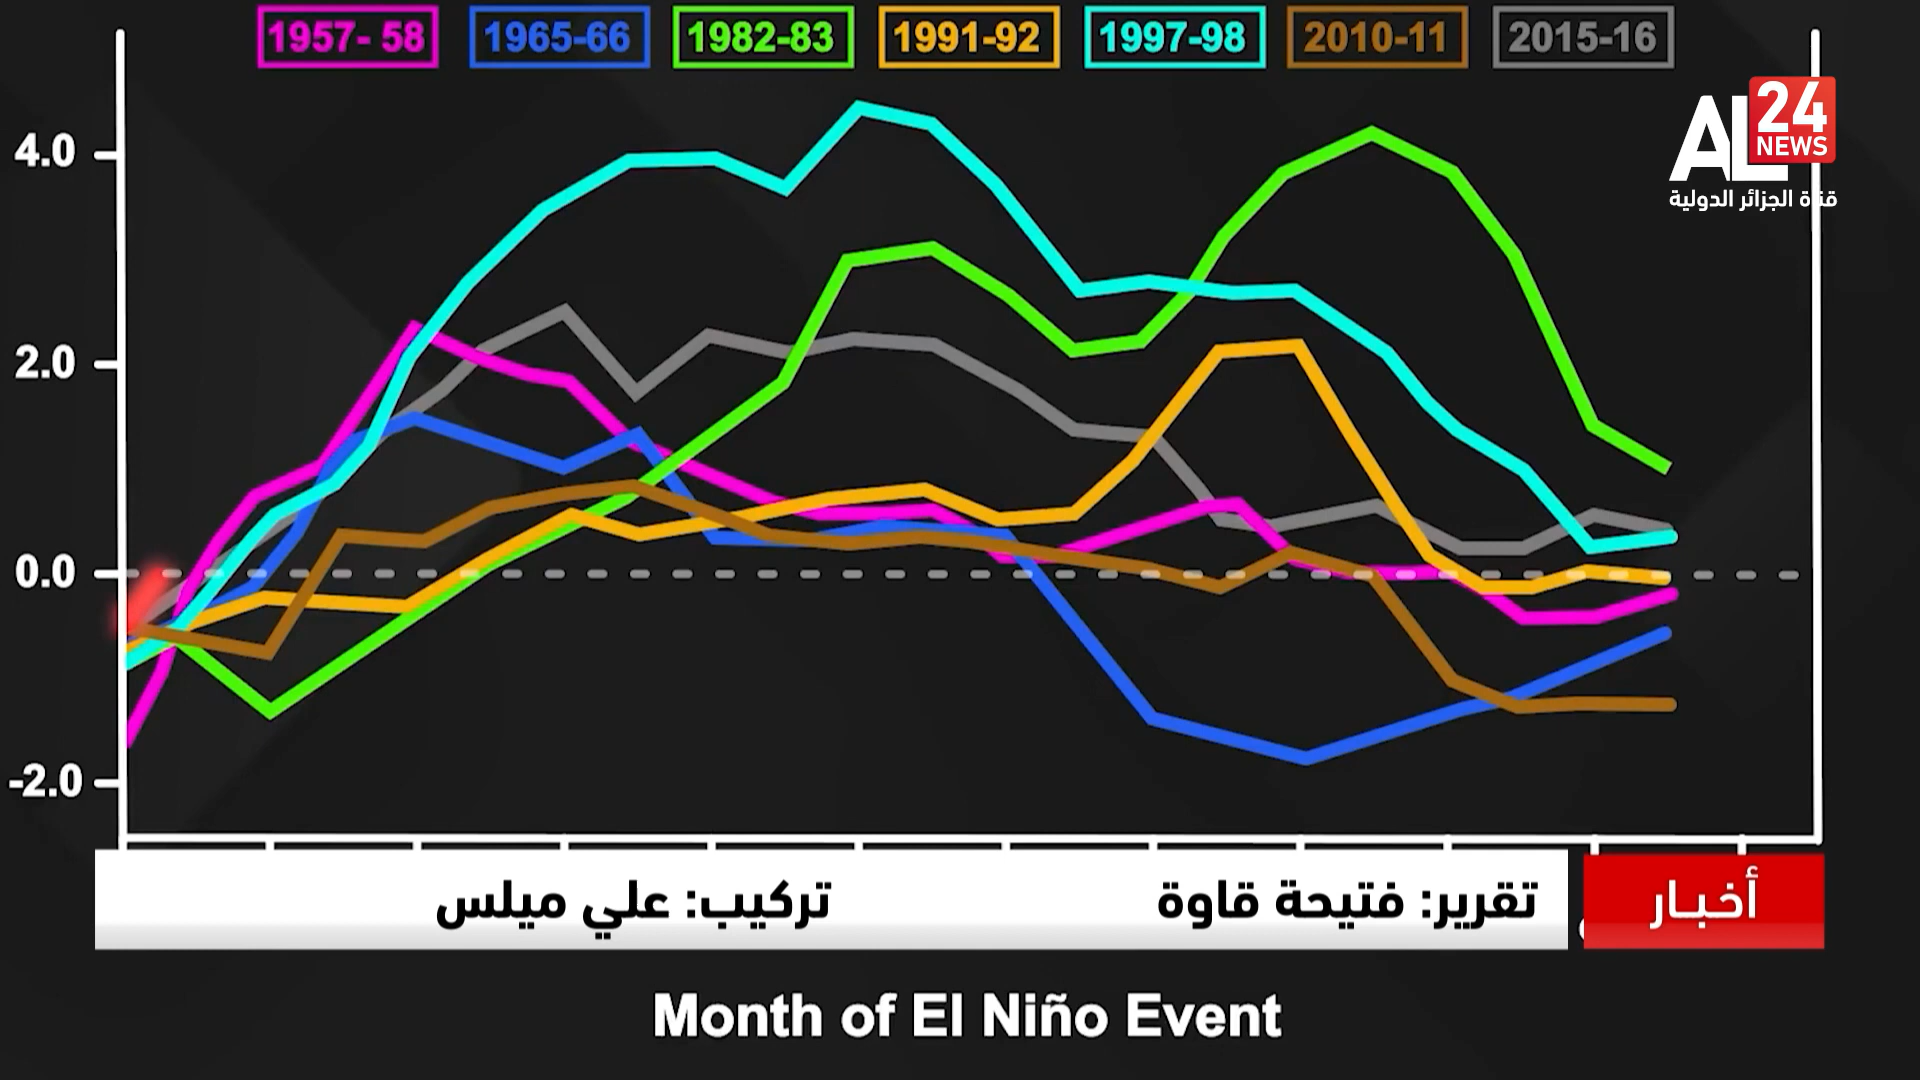 1957- 58
1965-66
1982-83
1991-92
1997-98
2010-11
2015-16
AL
24
NEWS
قناة الجزائر الدولية
4.0
2.0
0.0
-2.0
أخبار
تقرير: فتيحة قاوة
تركيب: علي ميلس
Month of El Niño Event